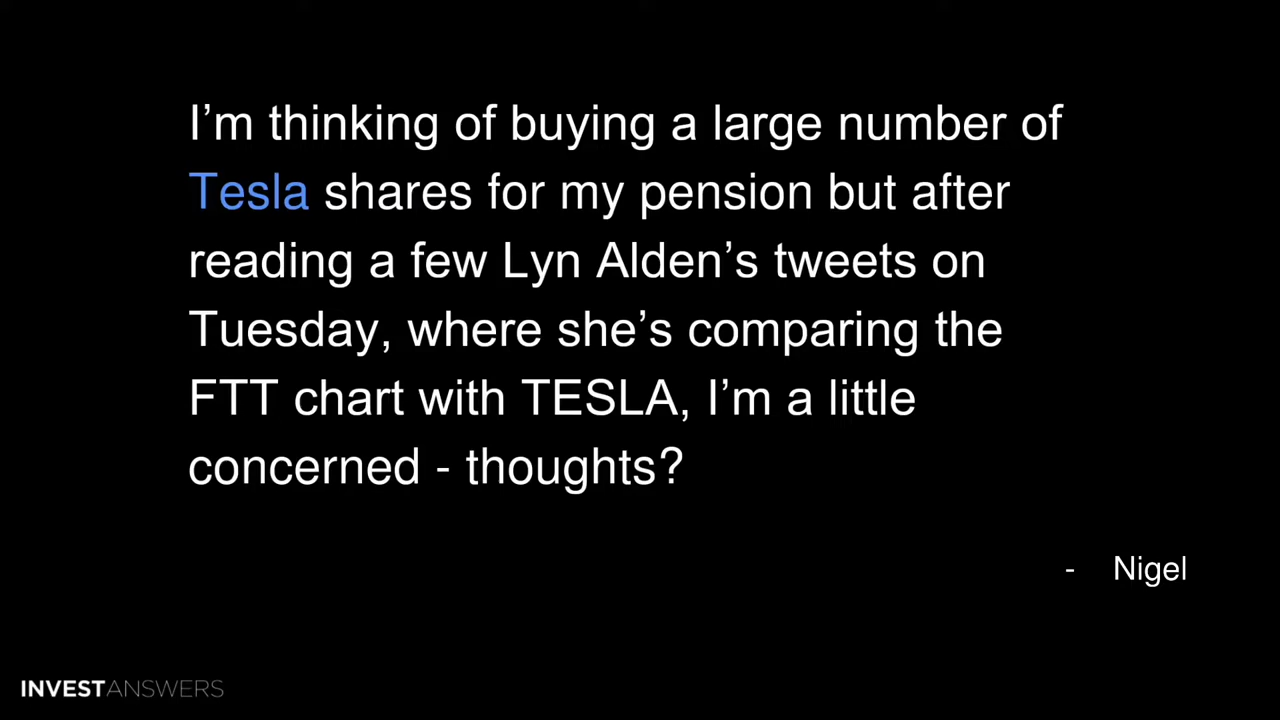 I’m thinking of buying a large number of
Tesla shares for my pension but after
reading a few Lyn Alden’s tweets on
Tuesday, where she’s comparing the
FTT chart with TESLA, I’m a little
concerned - thoughts?
- Nigel
INVESTANSWERS